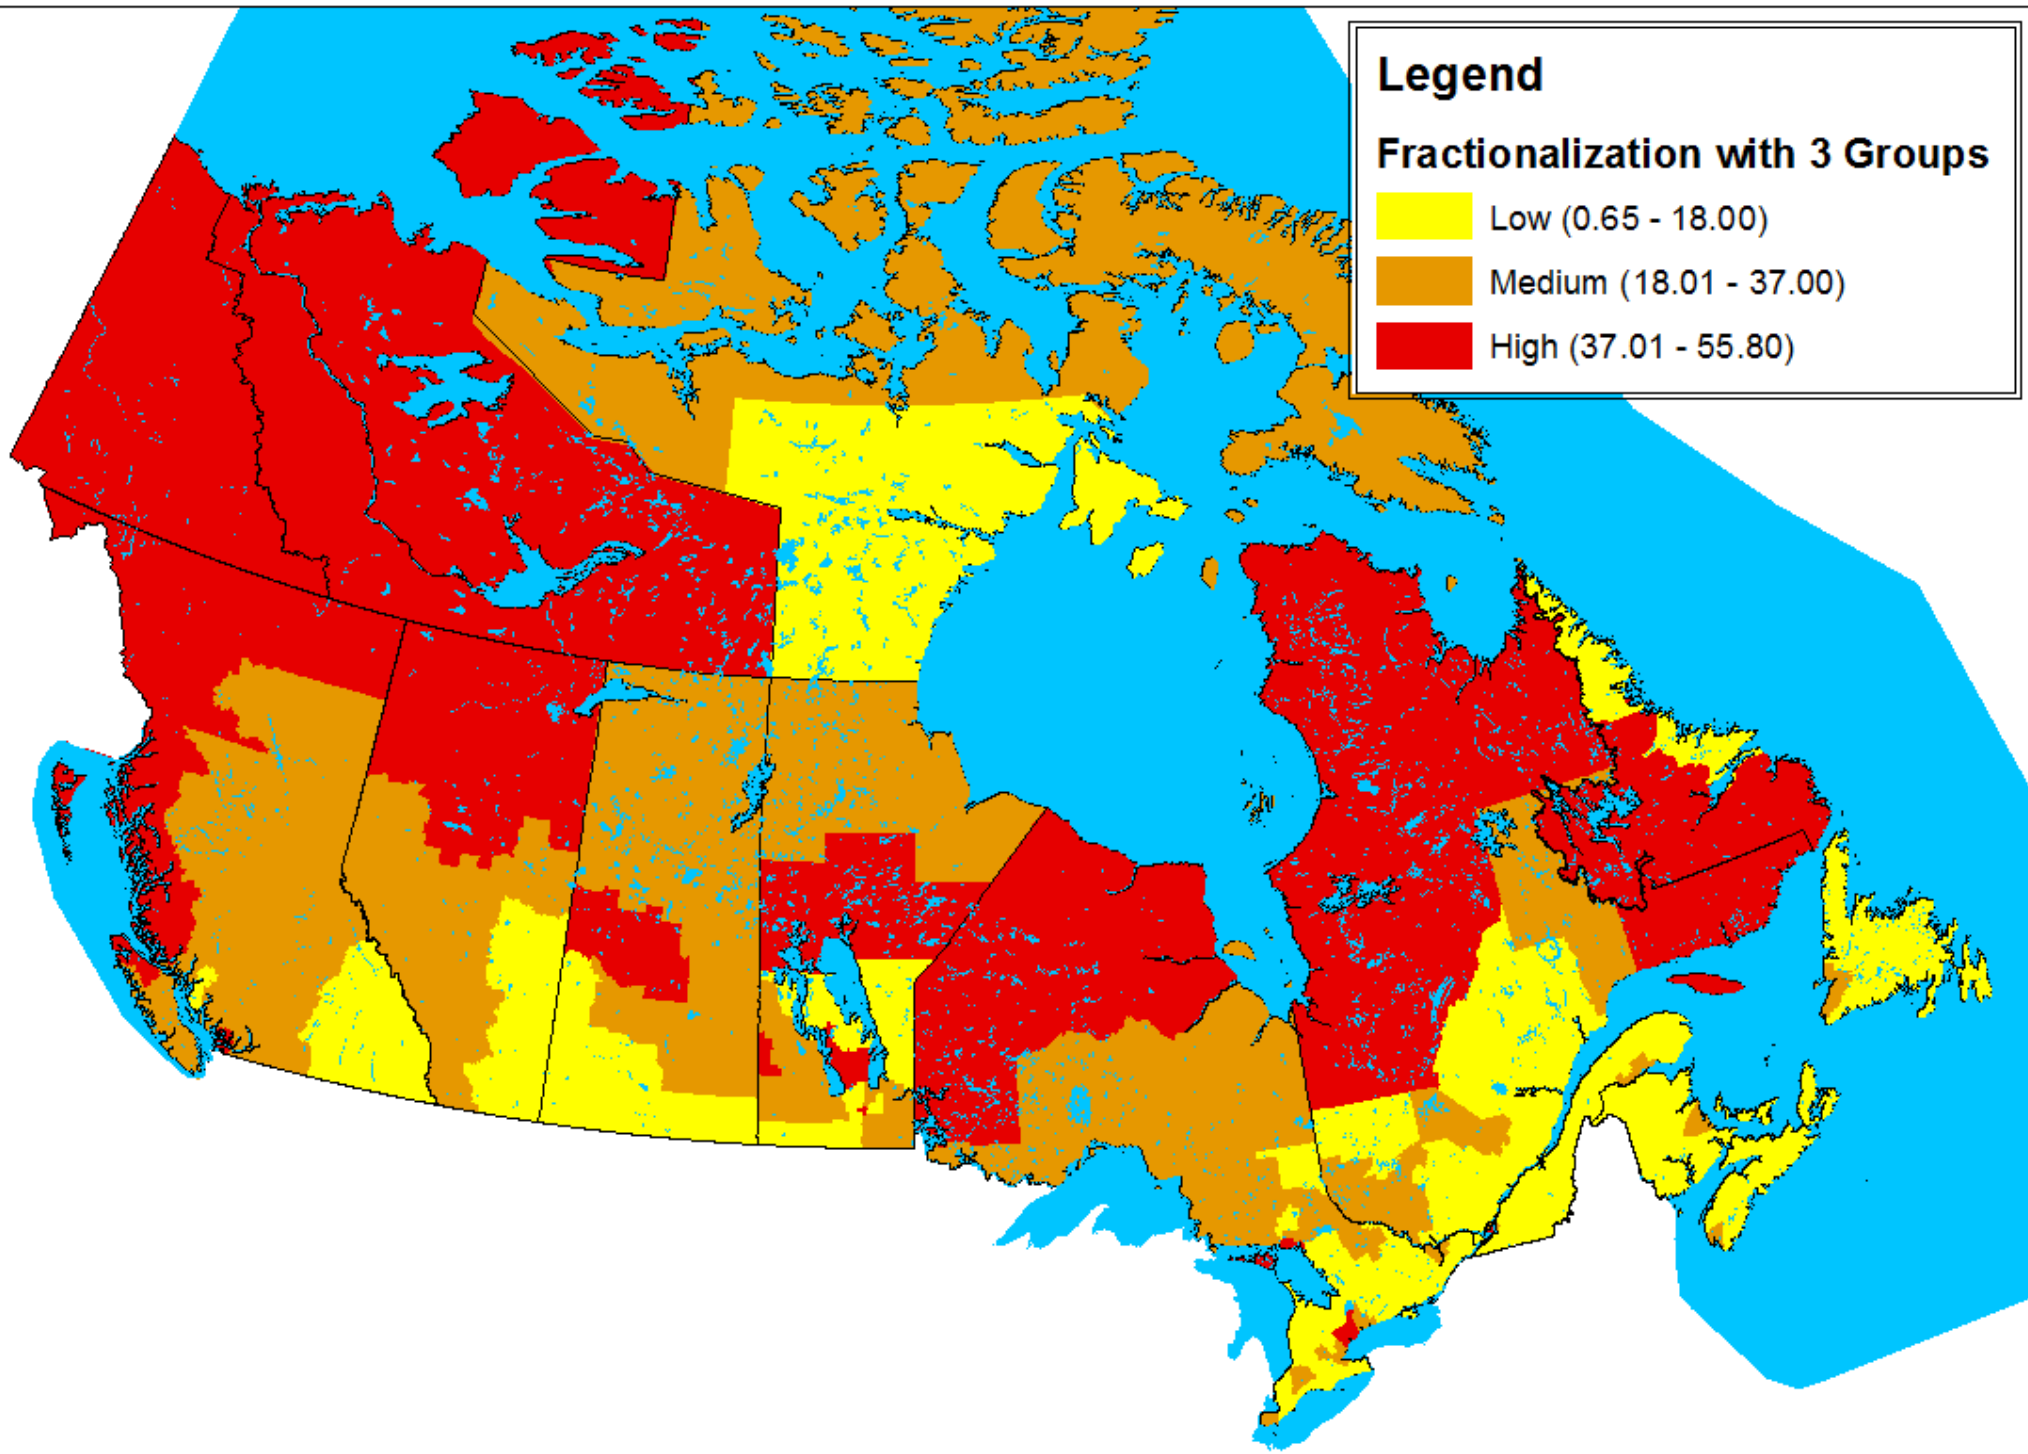 Legend
Fractionalization with 3 Groups
Low (0.65 - 18.00)
Medium (18.01 - 37.00)
High (37.01 - 55.80)